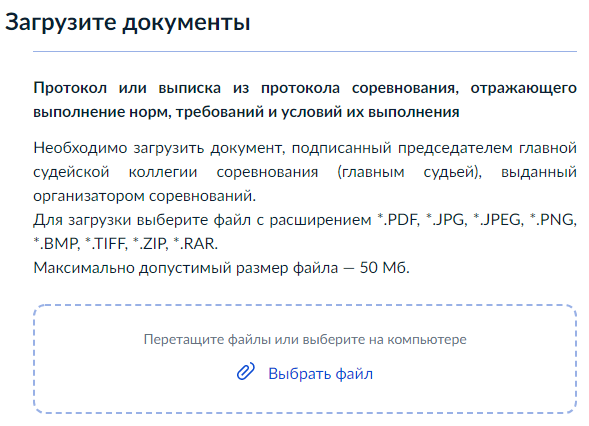 Загрузите документы
Протокол или выписка из протокола соревнования, отражающего
выполнение норм, требований и условий их выполнения
Необходимо загрузить документ, подписанный председателем главной
судейской коллегии соревнования (главным судьей), выданный
организатором соревнований.
Для загрузки выберите файл с расширением *.PDF, *.JPG, *.JPEG, *.PNG,
*.BMP, *.TIFF, *.ZIP, *.RAR.
Максимально допустимый размер файла — 50 Мб.
Перетащите файлы или выберите на компьютере
Выбрать файл